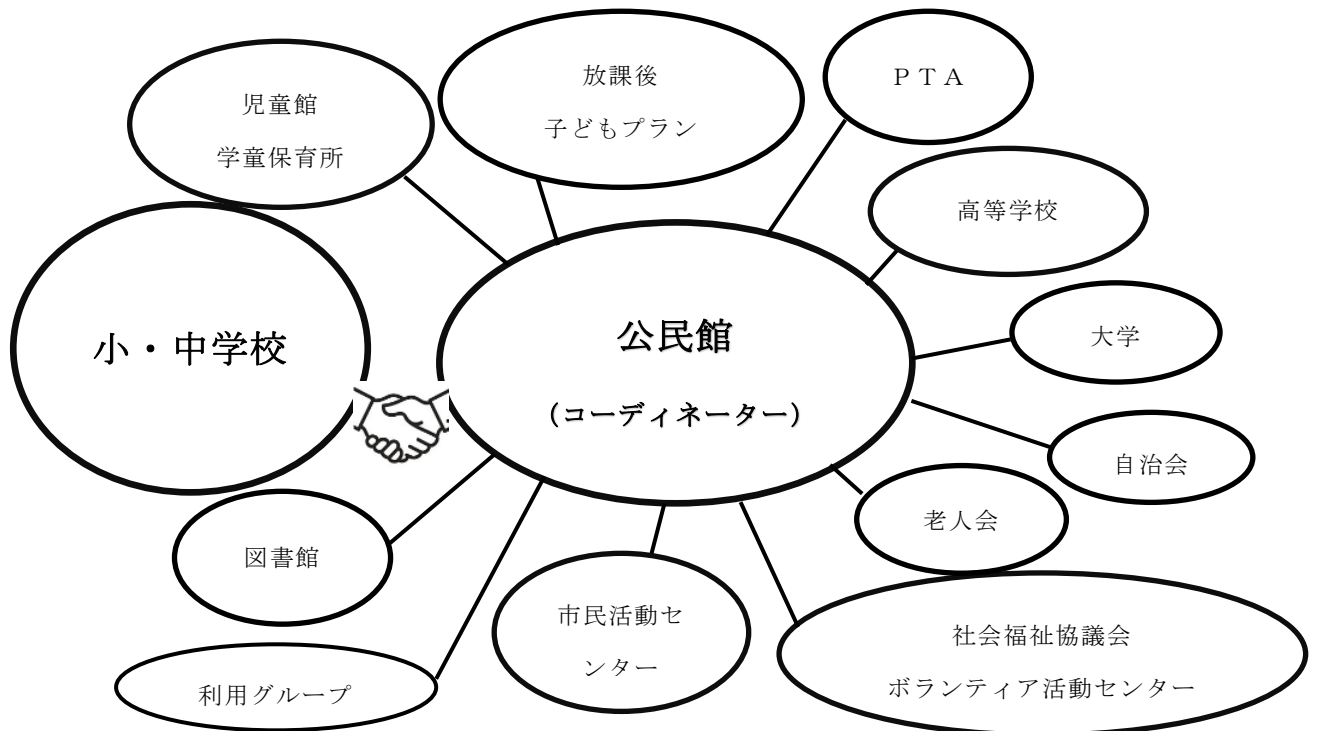 児童館
学童保育所
放課後
子どもプラン
ＰＴＡ
高等学校
小・中学校
公民館
（コーディネーター）
大学
自治会
老人会
図書館
市民活動セ
ンター
社会福祉協議会
ボランティア活動センター
利用グループ